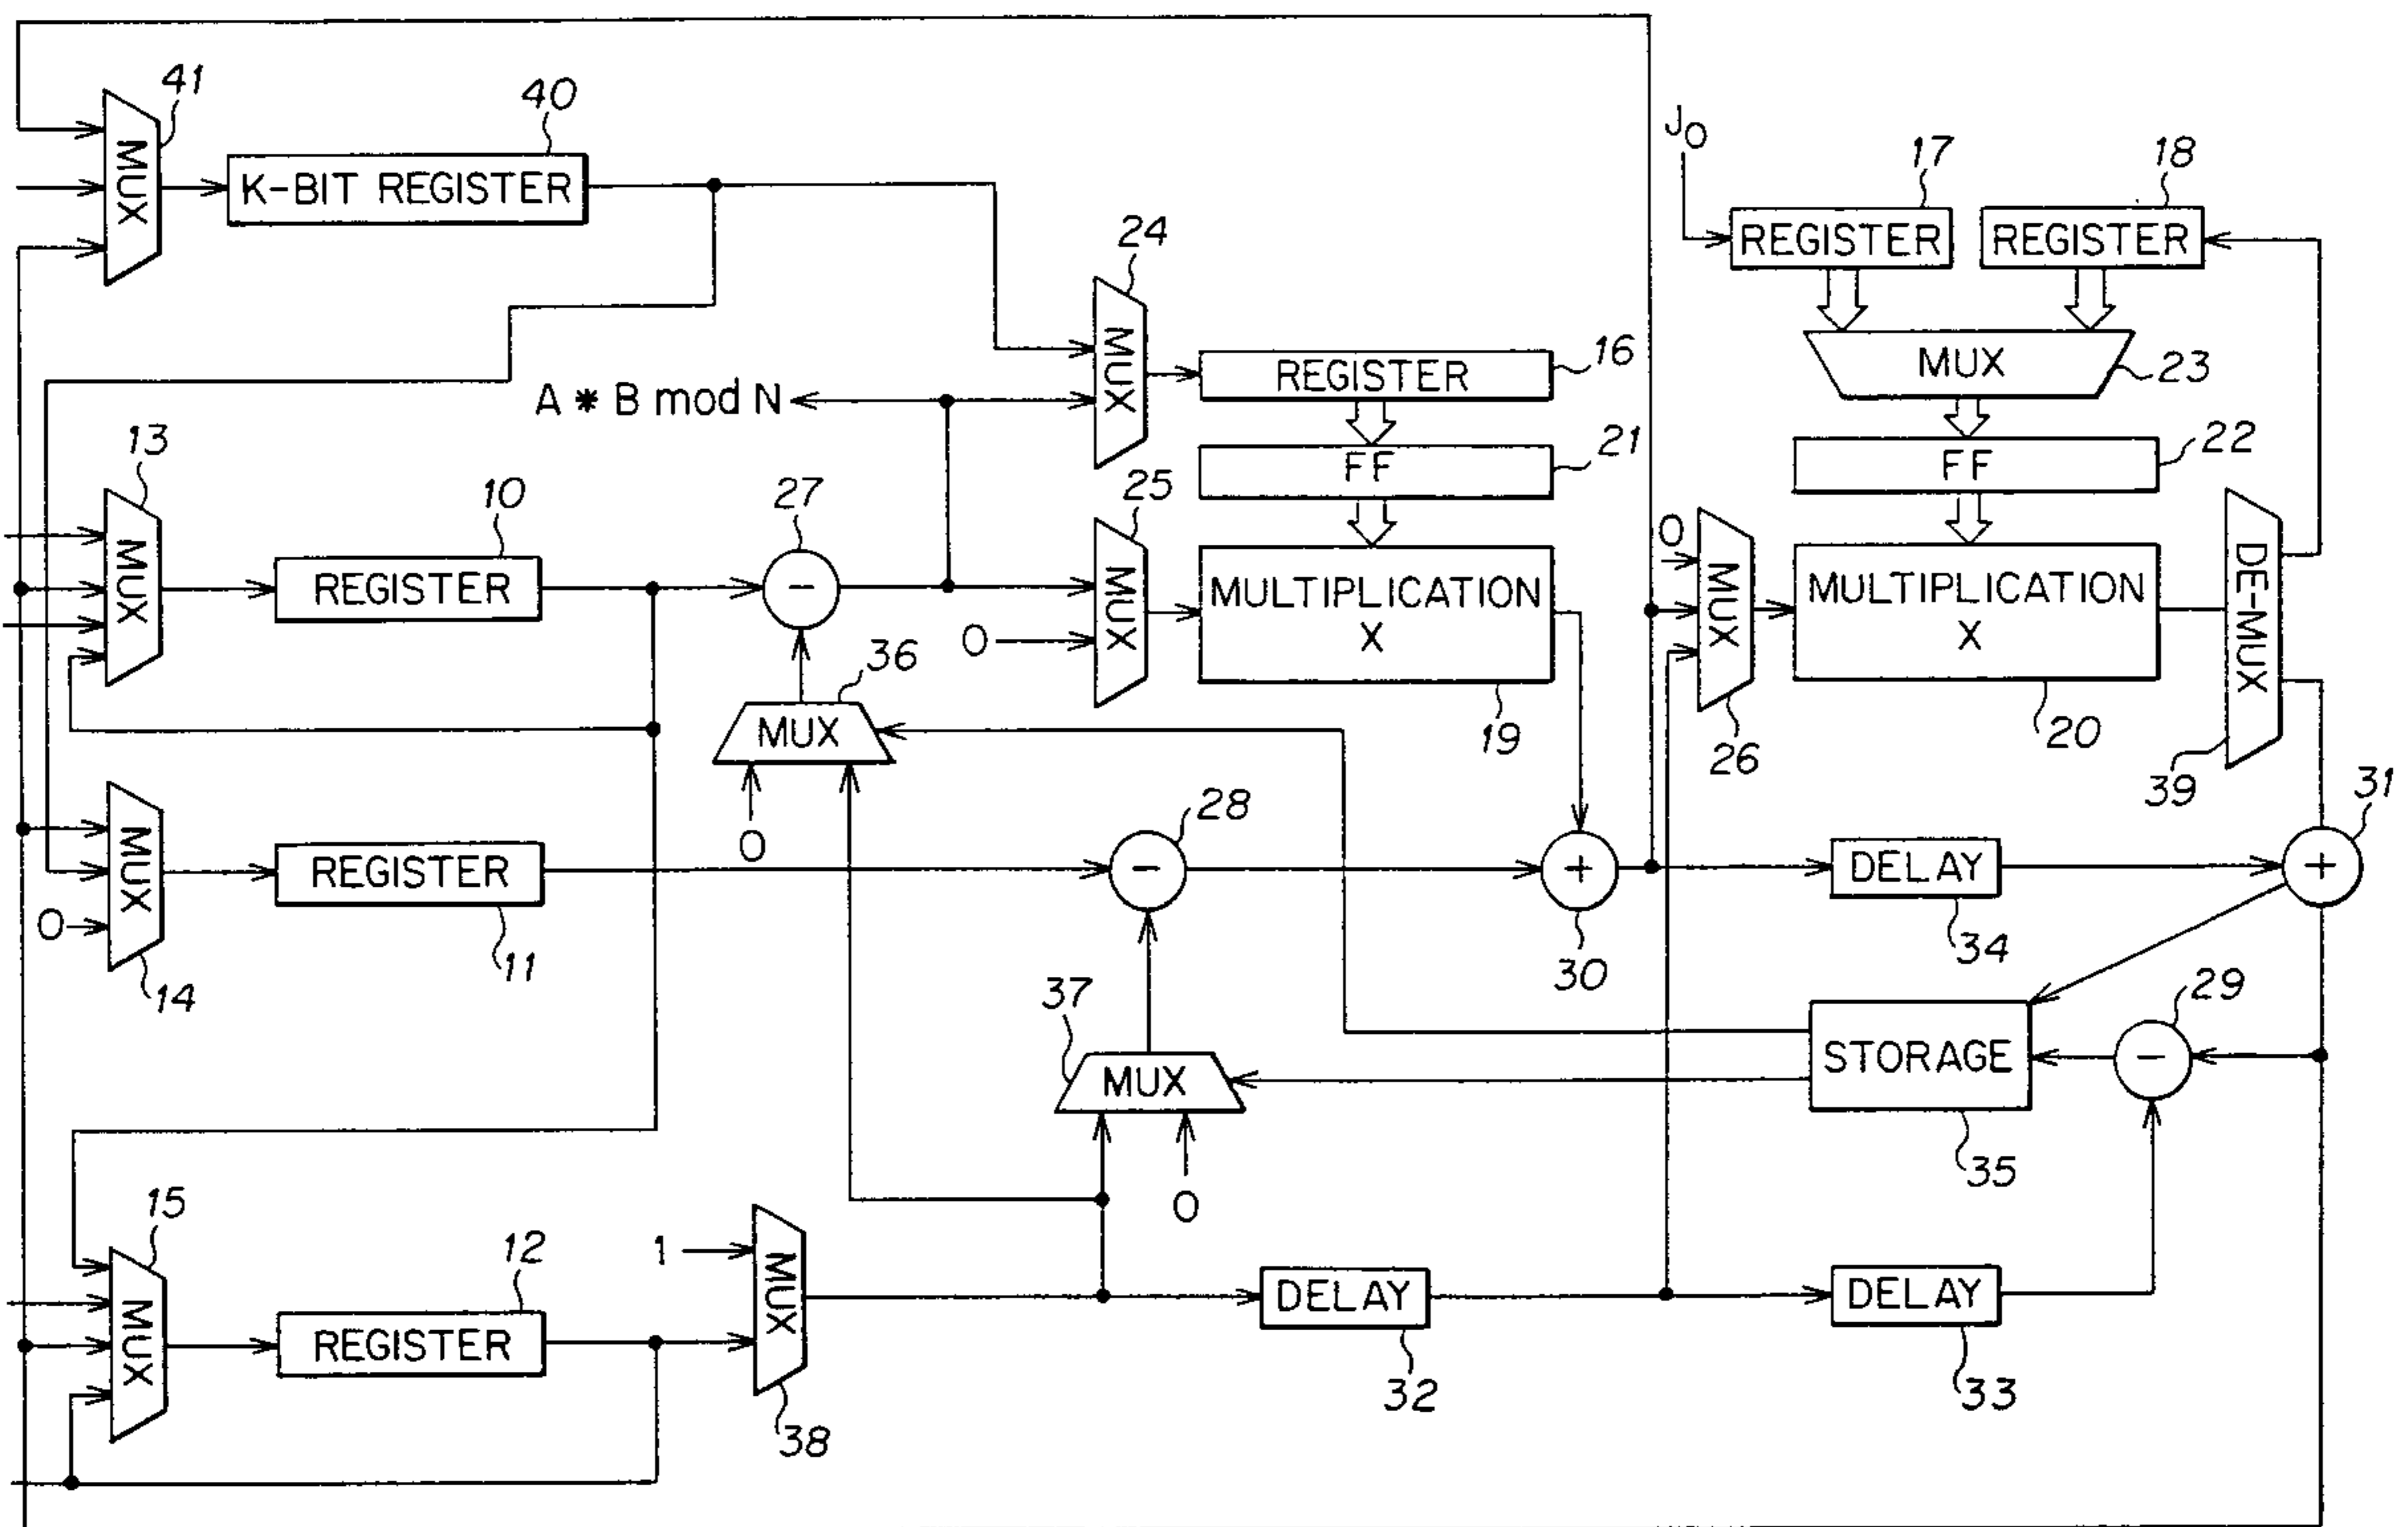 41
MUX
40
K-BIT REGISTER
J0
17
REGISTER
18
REGISTER
MUX
23
24
MUX
REGISTER
16
A * B mod N
FF
21
FF
22
13
MUX
10
REGISTER
27
−
25
MUX
0
MULTIPLICATION
X
19
0
MUX
26
MULTIPLICATION
X
20
DE-MUX
39
36
MUX
0
14
MUX
0
REGISTER
11
28
−
+
30
DELAY
34
31
+
37
MUX
0
STORAGE
35
29
−
15
MUX
12
REGISTER
1
MUX
38
DELAY
32
DELAY
33